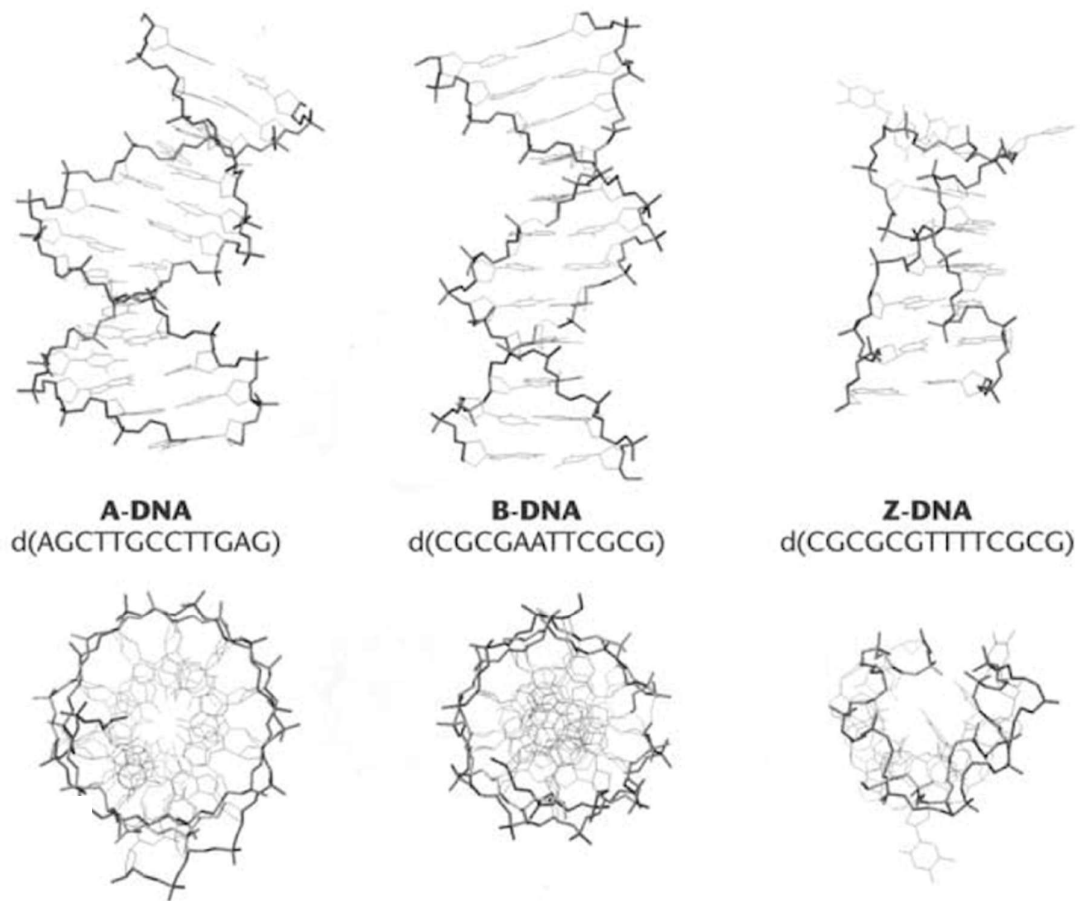 A-DNA
d(AGCTTGCCTTGAG)
B-DNA
d(CGCGAATTCGCG)
Z-DNA
d(CGCGCGTTTTCGCG)